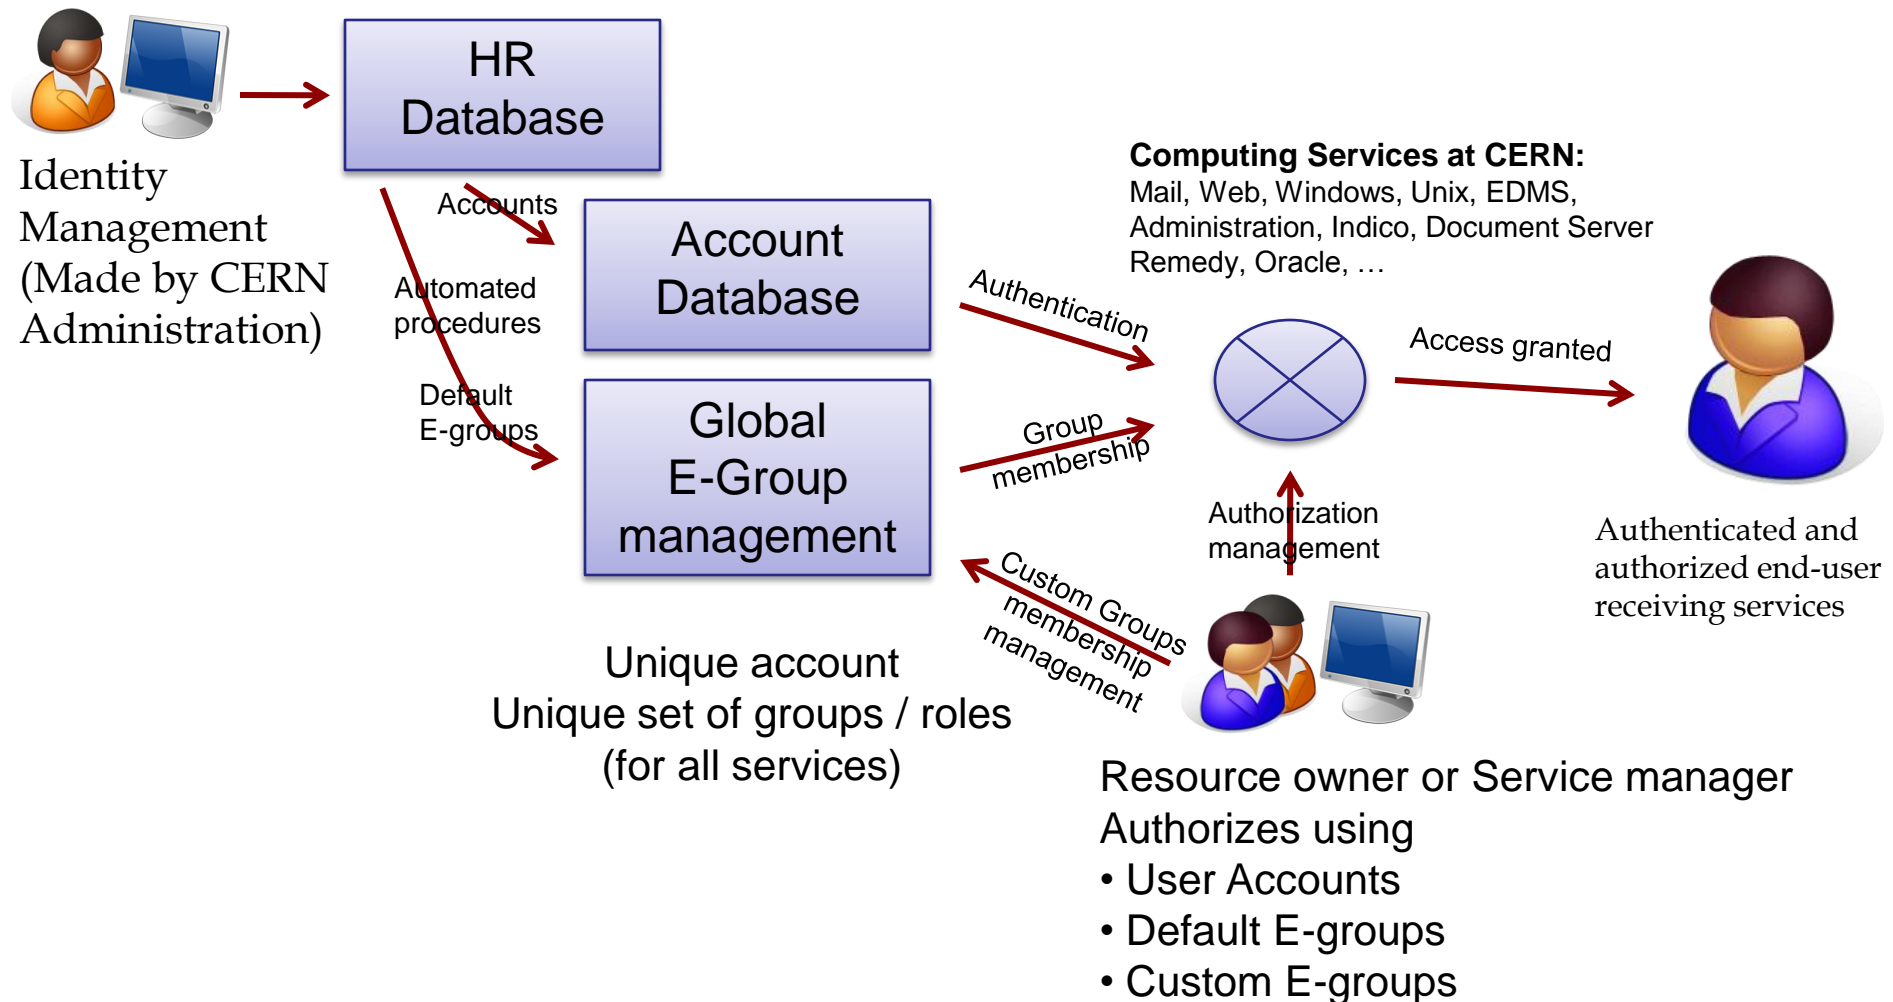 HR
Database
Identity
Management
(Made by CERN
Administration)
Accounts
Automated
procedures
Default
E-groups
Account
Database
Global
E-Group
management
Unique account
Unique set of groups / roles
(for all services)
Computing Services at CERN:
Mail, Web, Windows, Unix, EDMS,
Administration, Indico, Document Server
Remedy, Oracle, …
Authentication
Group
membership
Custom Groups
membership
management
Authorization
management
Access granted
Authenticated and
authorized end-user
receiving services
Resource owner or Service manager
Authorizes using
• User Accounts
• Default E-groups
• Custom E-groups